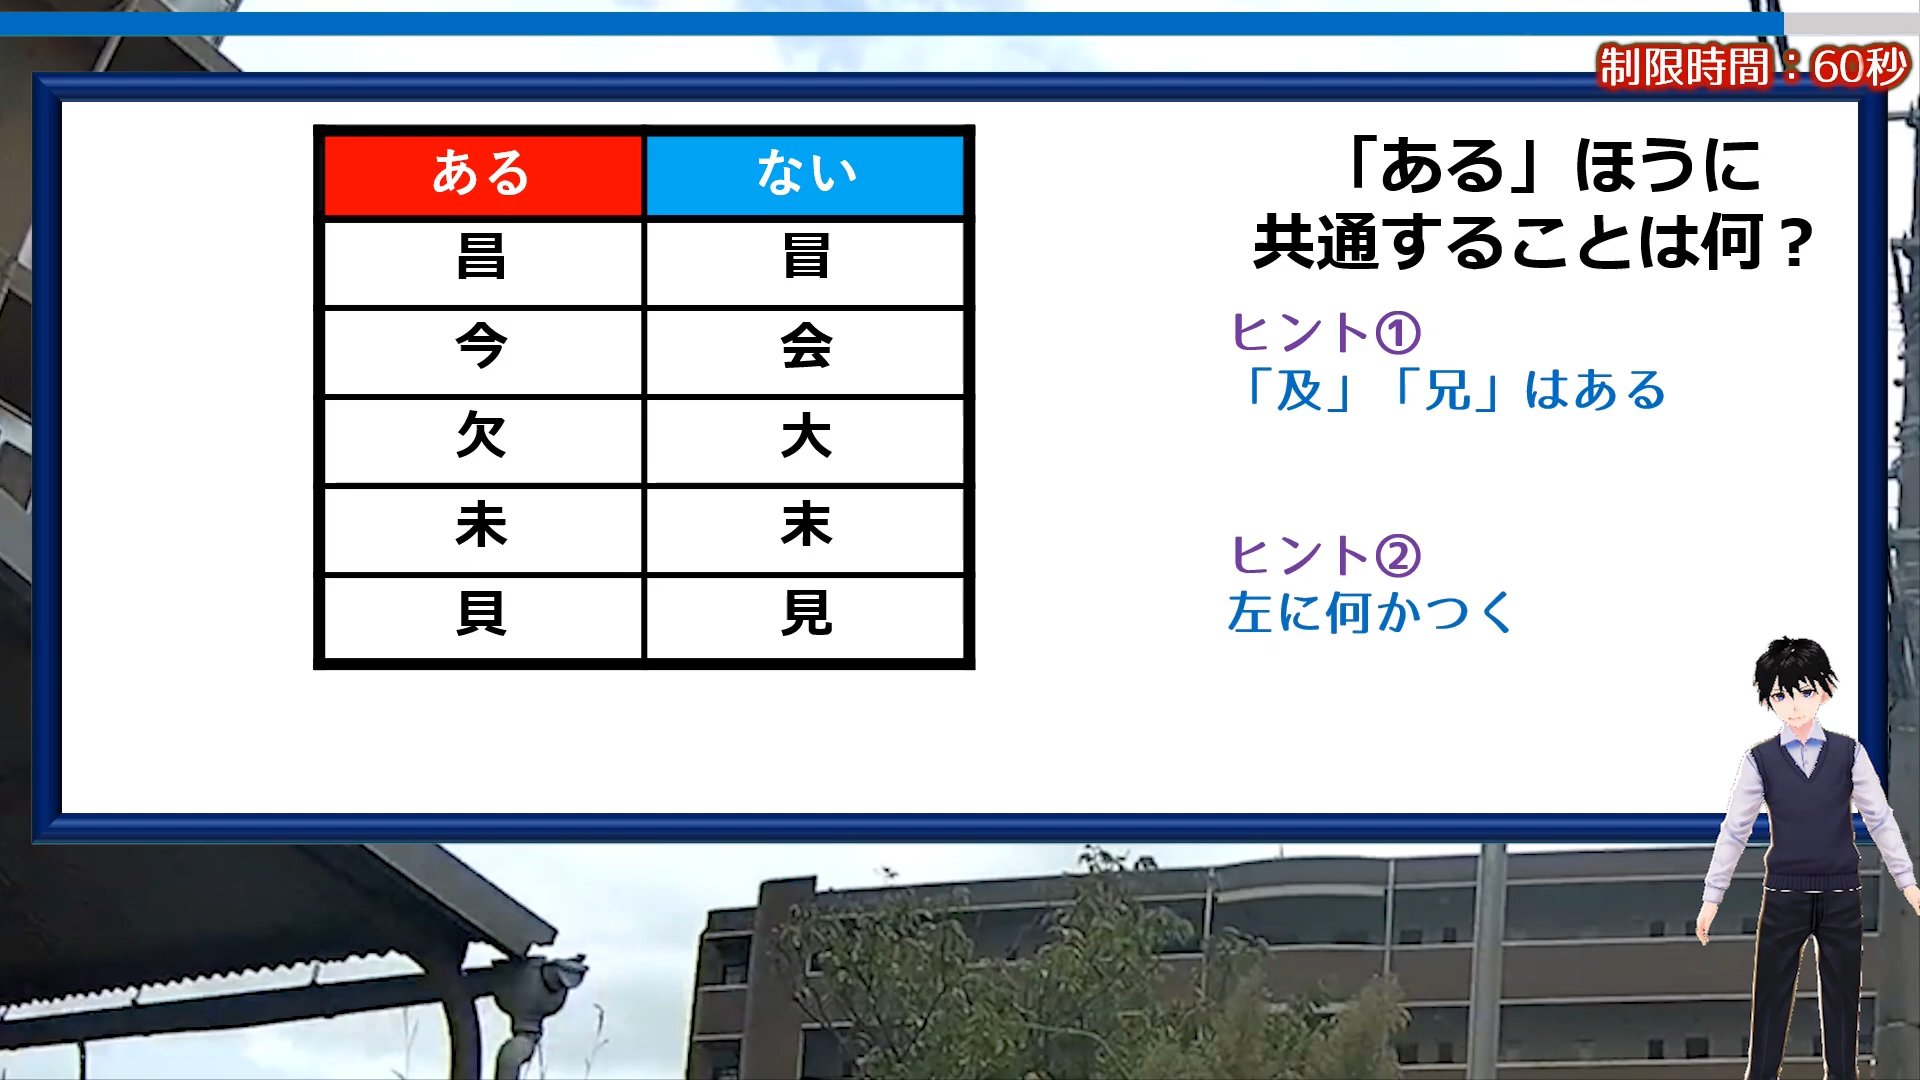 制限時間：60秒
ある ない
昌 冒
今 会
欠 大
未 末
貝 見
「ある」ほうに
共通することは何？
ヒント①
「及」「兄」はある
ヒント②
左に何かつく